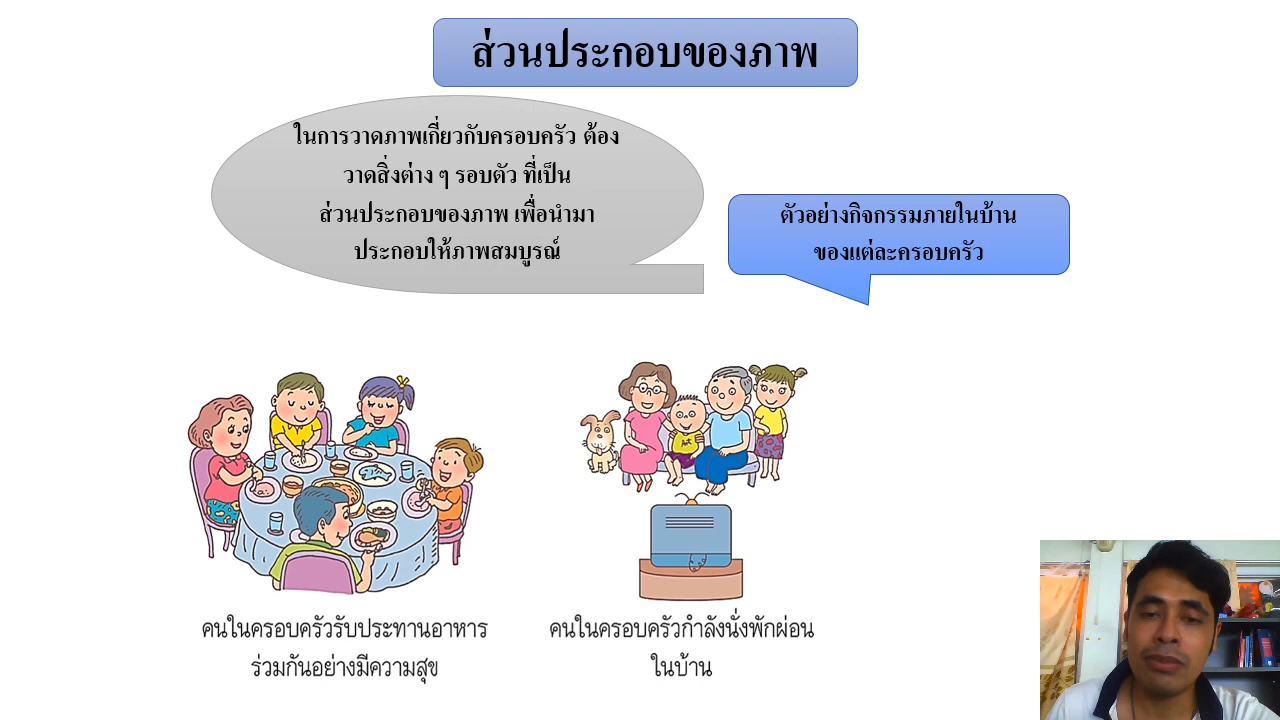 ส่วนประกอบของภาพ
ในการวาดภาพเกี่ยวกับครอบครัว ต้อง
วาดสิ่งต่าง ๆ รอบตัว ที่เป็น
ส่วนประกอบของภาพ เพื่อนำมา
ประกอบให้ภาพสมบูรณ์
ตัวอย่างกิจกรรมภายในบ้าน
ของแต่ละครอบครัว
คนในครอบครัวรับประทานอาหาร
ร่วมกันอย่างมีความสุข
คนในครอบครัวกำลังนั่งพักผ่อน
ในบ้าน